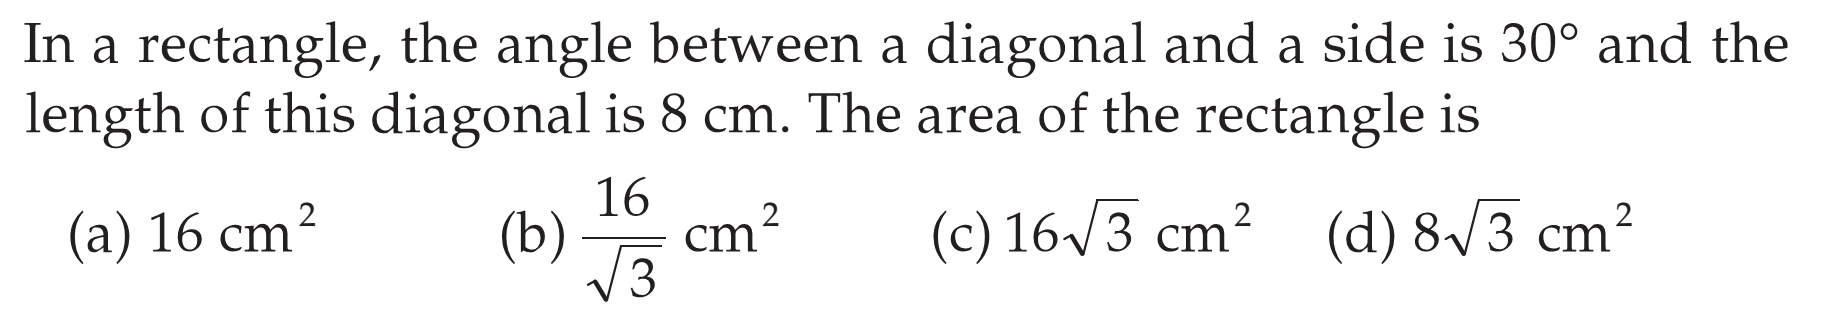 In a rectangle, the angle between a diagonal and a side is 30° and the
length of this diagonal is 8 cm. The area of the rectangle is
(a) 16 cm² (b) 16/√3 cm² (c) 16√3 cm² (d) 8√3 cm²